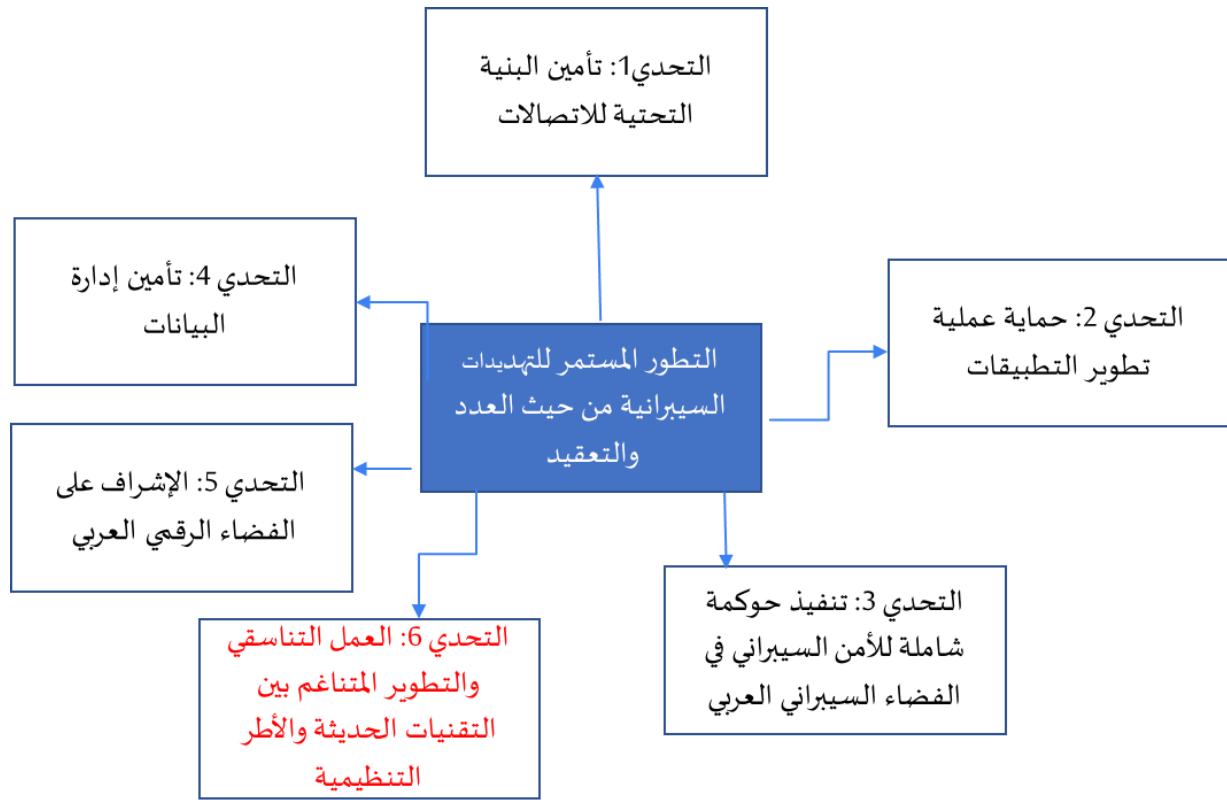 التحدي1: تأمين البنية
التحتية للاتصالات
التحدي 4: تأمين إدارة
البيانات
التحدي 2: حماية عملية
تطوير التطبيقات
التطور المستمر للتهديدات
السيبرانية من حيث العدد
والتعقيد
التحدي 5: الإشراف على
الفضاء الرقمي العربي
التحدي 3: تنفيذ حوكمة
شاملة للأمن السيبراني في
الفضاء السيبراني العربي
التحدي 6: العمل التناسقي
والتطوير المتناغم بين
التقنيات الحديثة والأطر
التنظيمية